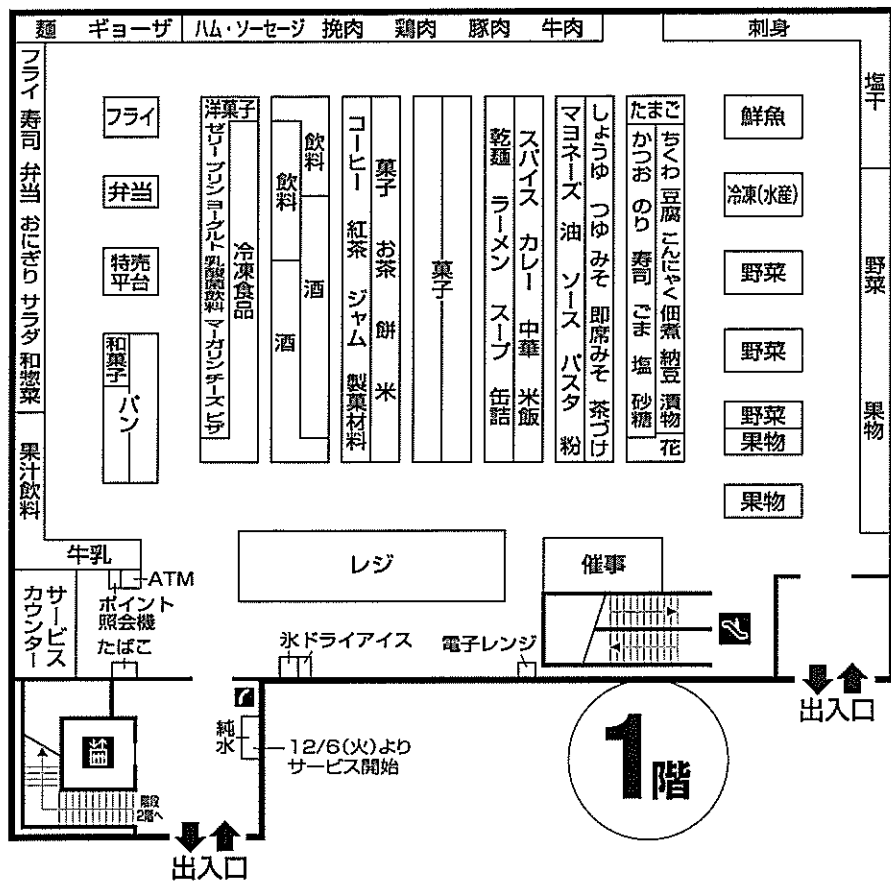 麺 ギョーザ ハム・ソーセージ 挽肉 鶏肉 豚肉 牛肉 刺身
フライ 寿司 弁当 おにぎり サラダ 和惣菜
果汁飲料
牛乳
フライ
弁当
特売
平台
和菓子
パン
洋菓子
ゼリー プリン ヨーグルト 乳酸菌飲料 マーガリン チーズ ピザ
冷凍食品
飲料
酒
飲料
酒
コーヒー 紅茶 ジャム 製菓材料
菓子 お茶 餅 米
菓子
乾麺 ラーメン スープ 缶詰
スパイス カレー 中華 米飯
マヨネーズ 油 ソース パスタ 粉
しょうゆ つゆ みそ 即席みそ 茶づけ
たまご
かつお のり 寿司 ごま 塩 砂糖
ちくわ 豆腐 こんにゃく 佃煮 納豆 漬物
花
鮮魚
冷凍(水産)
野菜
野菜
野菜
果物
果物
塩干
野菜 果物
レジ
催事
サービス
カウンター
ATM
ポイント
照会機
たばこ
氷 ドライアイス
電子レンジ
純水
12/6(火)より
サービス開始
階段
2階へ
1階
出入口
出入口